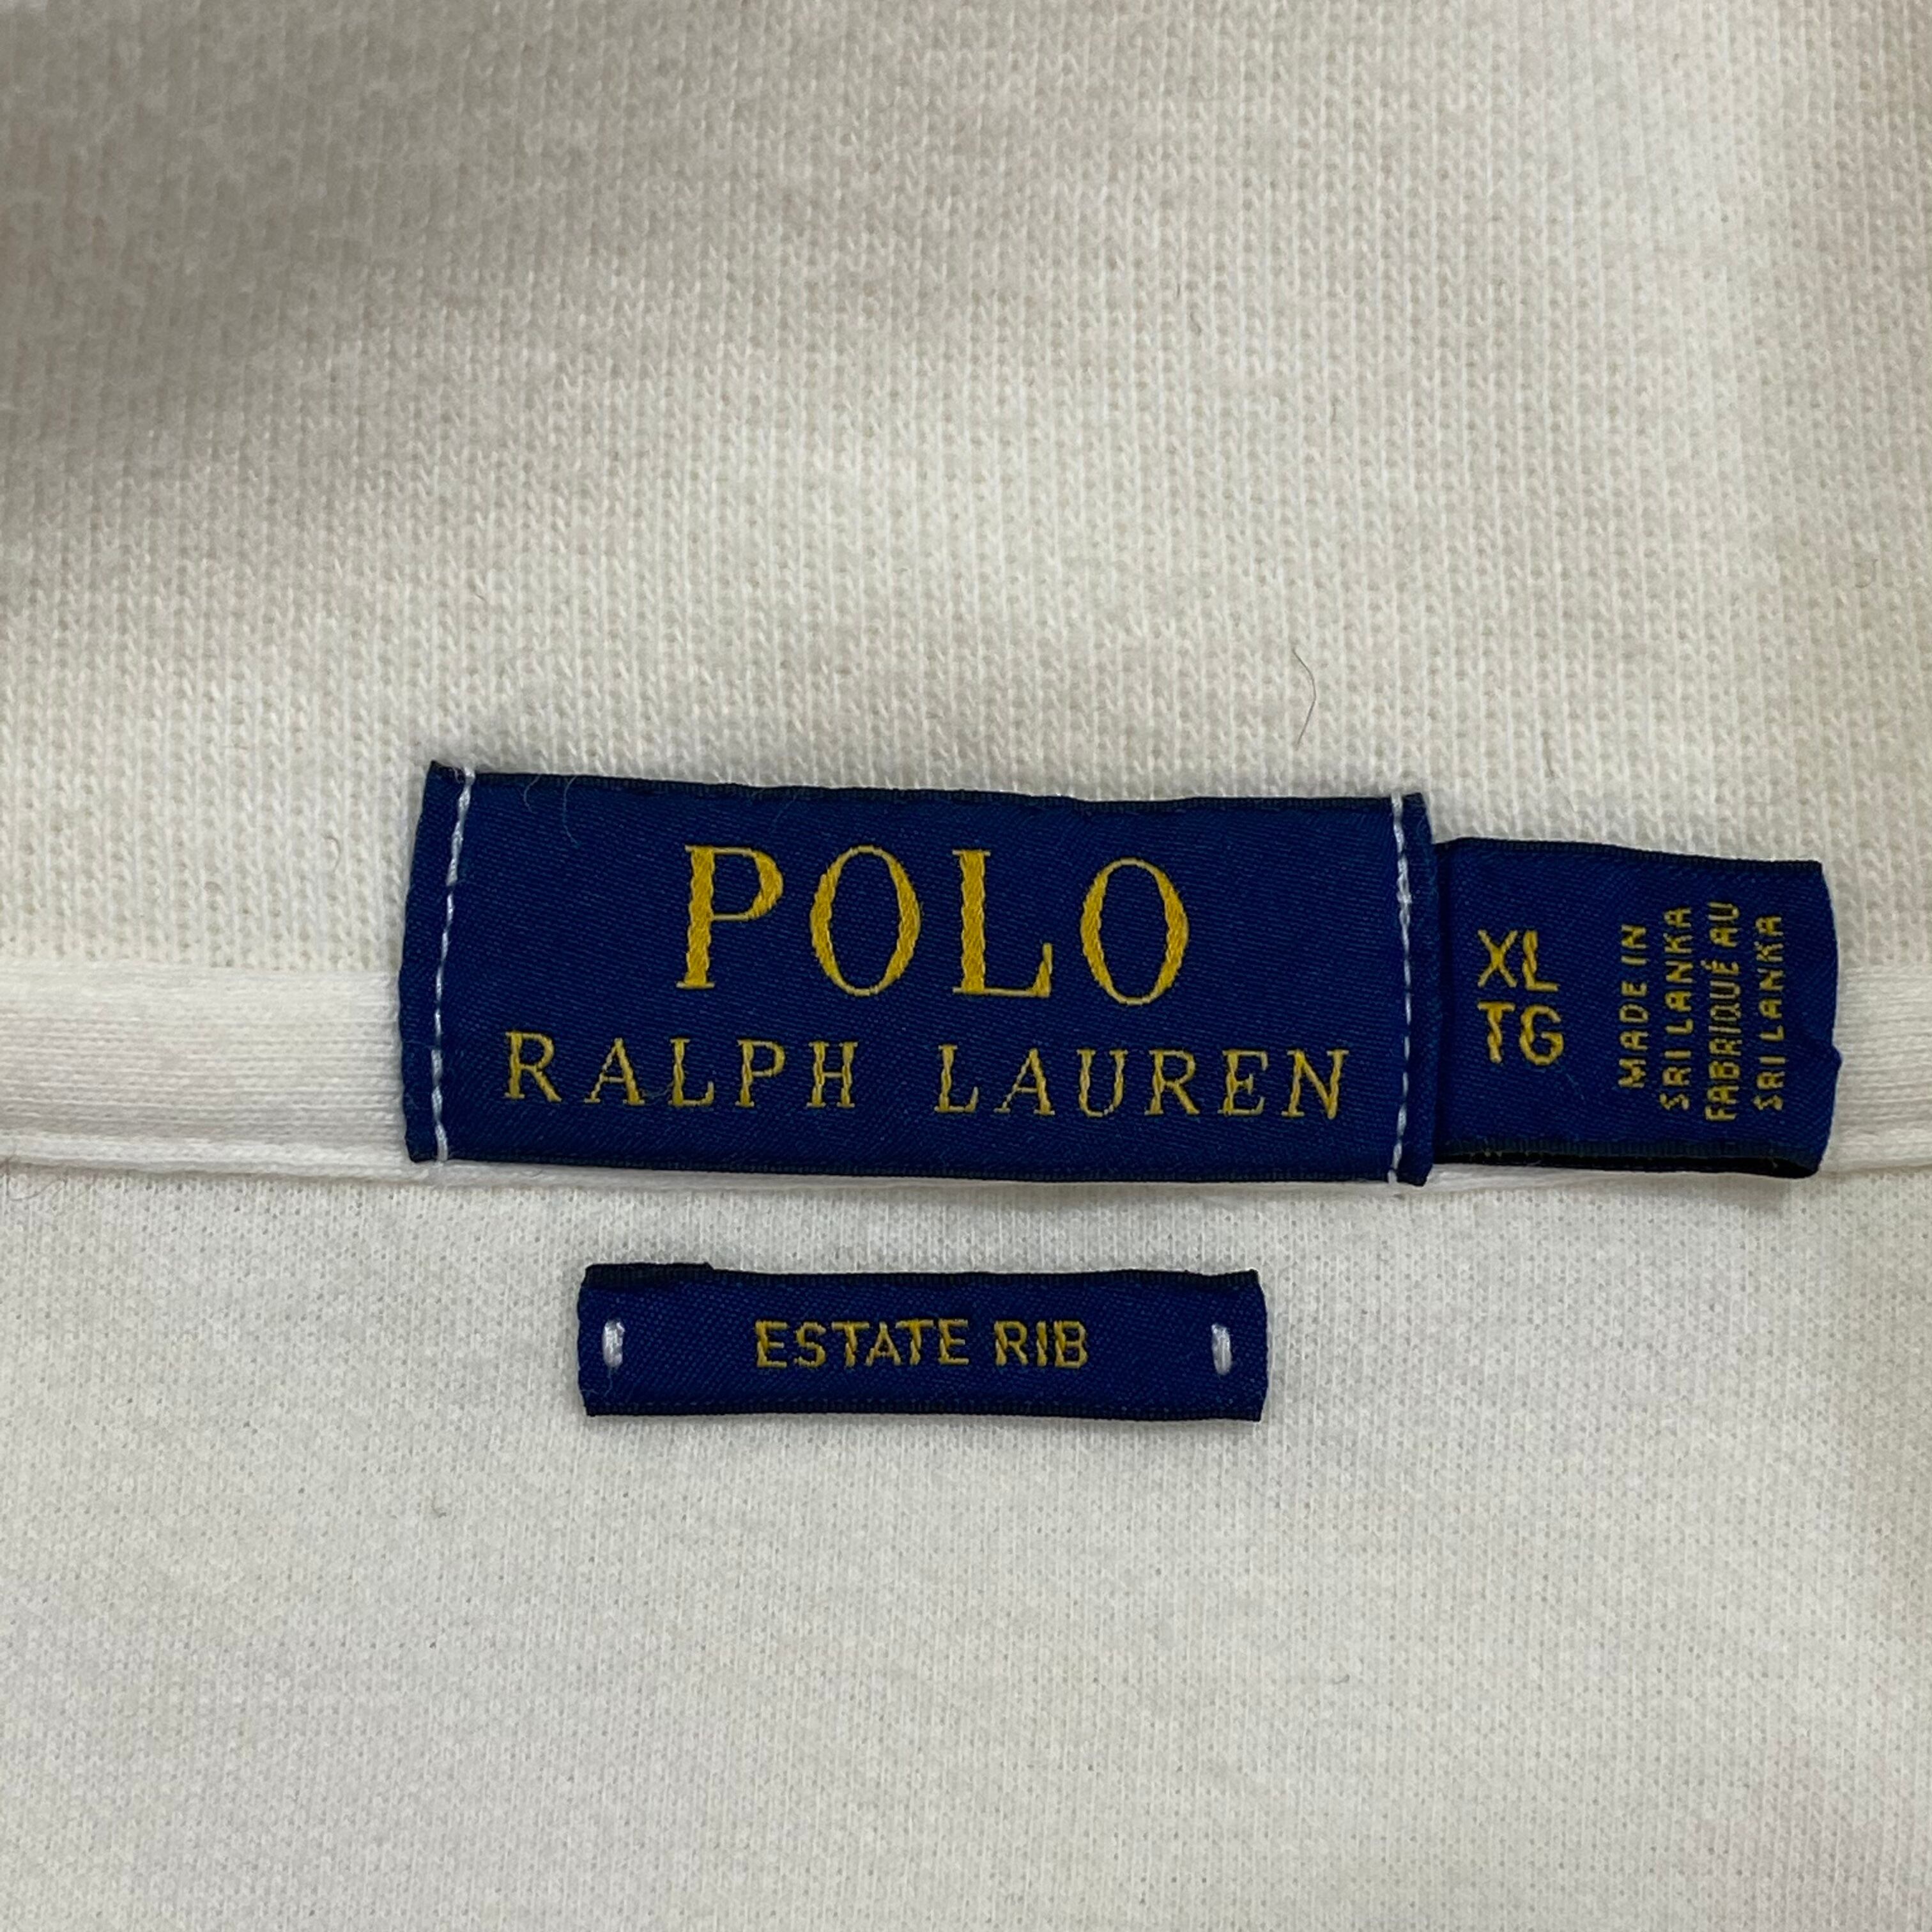 POLO
RALPH LAUREN
XL
TG
MADE IN
SRI LANKA
FABRIQUÉ AU
SRI LANKA
ESTATE RIB